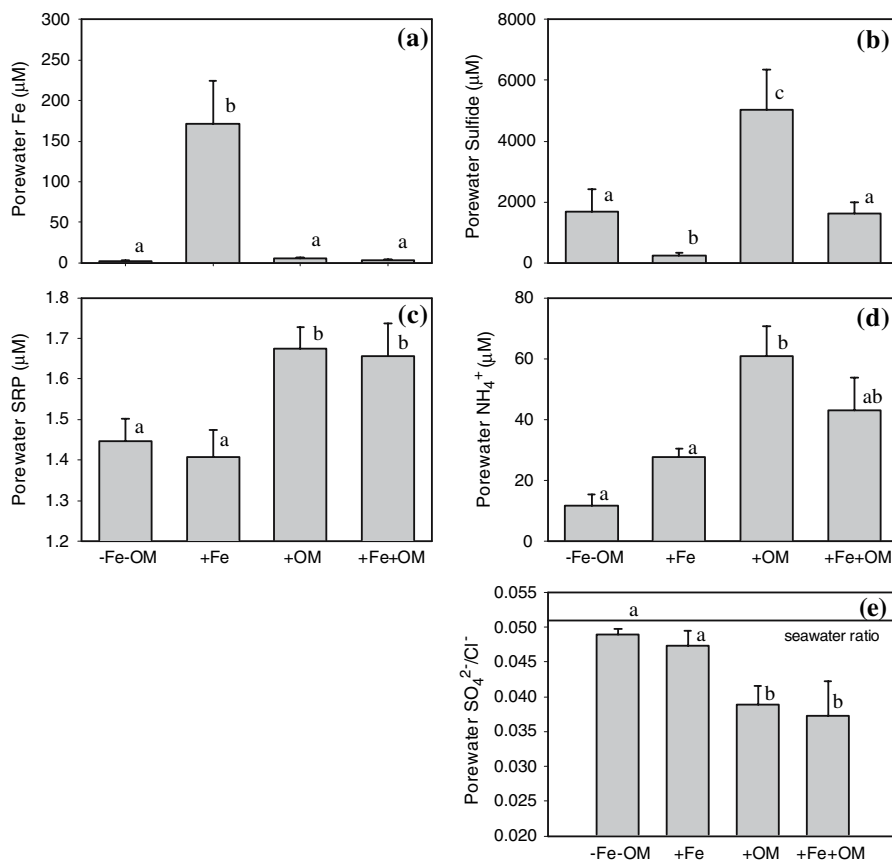 (a)
Porewater Fe (µM)
300
250
200
150
100
50
0
a
b
a
a
(b)
Porewater Sulfide (µM)
8000
6000
4000
2000
0
a
b
c
a
(c)
Porewater SRP (µM)
1.8
1.7
1.6
1.5
1.4
1.3
1.2
a
a
b
b
-Fe-OM +Fe +OM +Fe+OM
(d)
Porewater NH₄⁺ (µM)
80
60
40
20
0
a
a
b
ab
-Fe-OM +Fe +OM +Fe+OM
(e)
Porewater SO₄²⁻/Cl⁻
0.055
0.050
0.045
0.040
0.035
0.030
0.025
0.020
seawater ratio
a
a
b
b
-Fe-OM +Fe +OM +Fe+OM